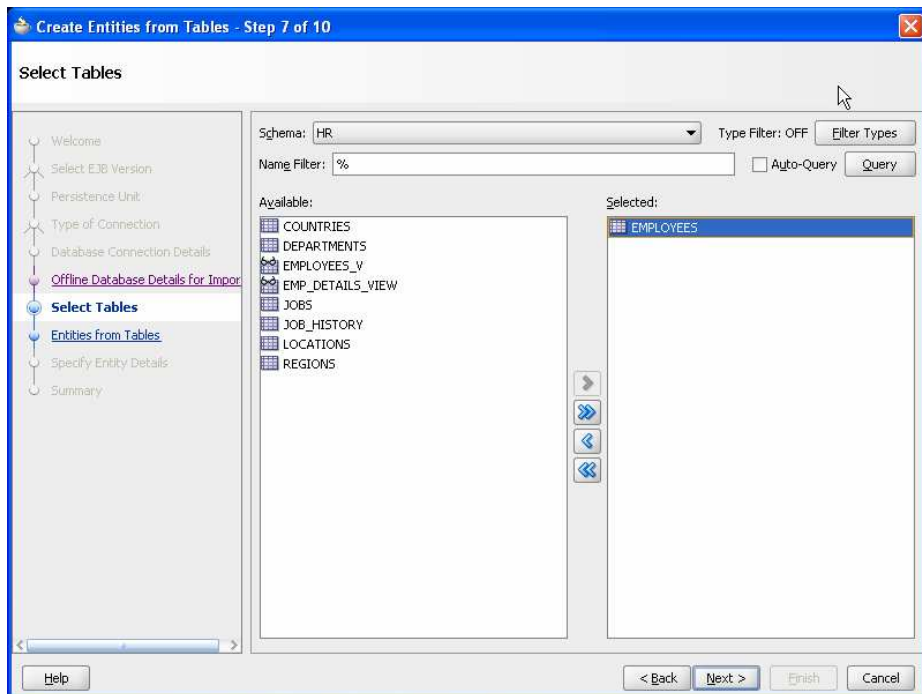 Create Entities from Tables - Step 7 of 10
Select Tables
Welcome
Select EJB Version
Persistence Unit
Type of Connection
Database Connection Details
Offline Database Details for Impor
Select Tables
Entities from Tables
Specify Entity Details
Summary
Schema: HR Type Filter: OFF Filter Types
Name Filter: % Auto-Query Query
Available:
COUNTRIES
DEPARTMENTS
EMPLOYEES_V
EMP_DETAILS_VIEW
JOBS
JOB_HISTORY
LOCATIONS
REGIONS
Selected:
EMPLOYEES
Help < Back Next > Finish Cancel